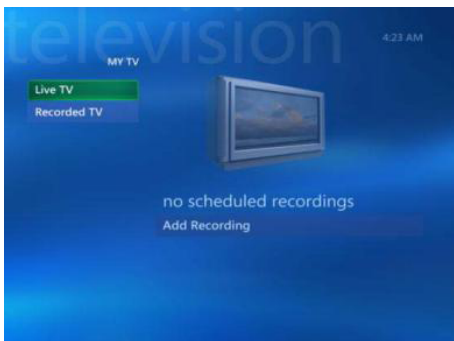 television
4:23 AM
MY TV
Live TV
Recorded TV
no scheduled recordings
Add Recording